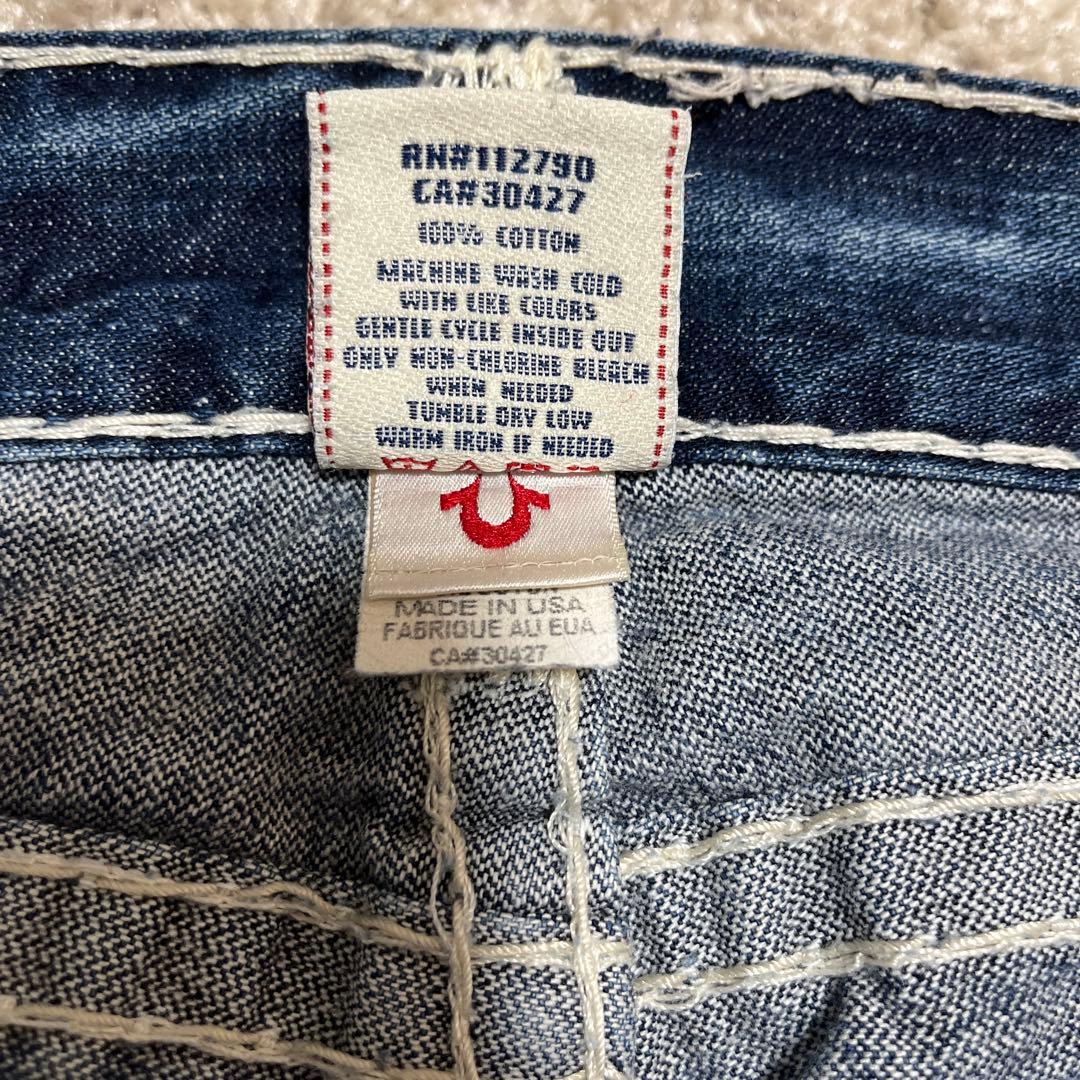 RN#112790
CA#30427
100% COTTON
MACHINE WASH COLD
WITH LIKE COLORS
GENTLE CYCLE INSIDE OUT
ONLY NON-CHLORINE BLEACH
WHEN NEEDED
TUMBLE DRY LOW
WARM IRON IF NEEDED
MADE IN USA
FABRIQUE AU EUA
CA#30427